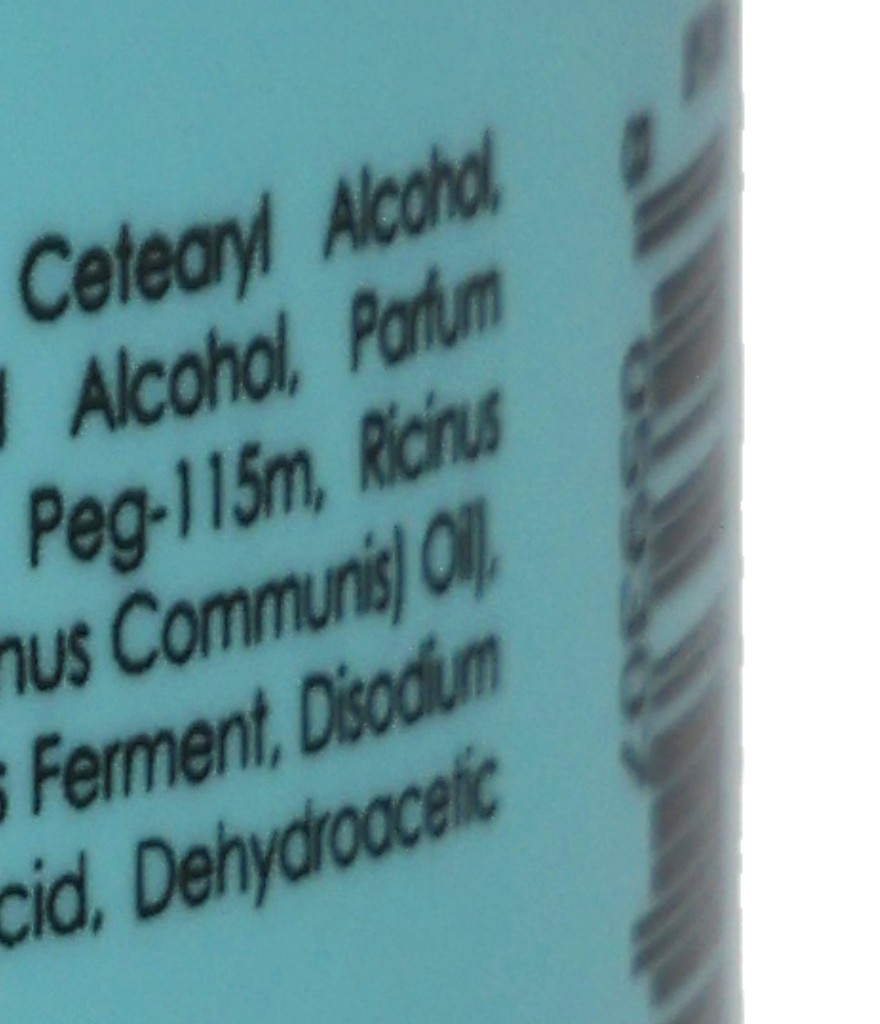 Cetearyl Alcohol,
Alcohol, Parfum
Peg-115m, Ricinus
nus Communis) Oil),
s Ferment, Disodium
cid, Dehydroacetic